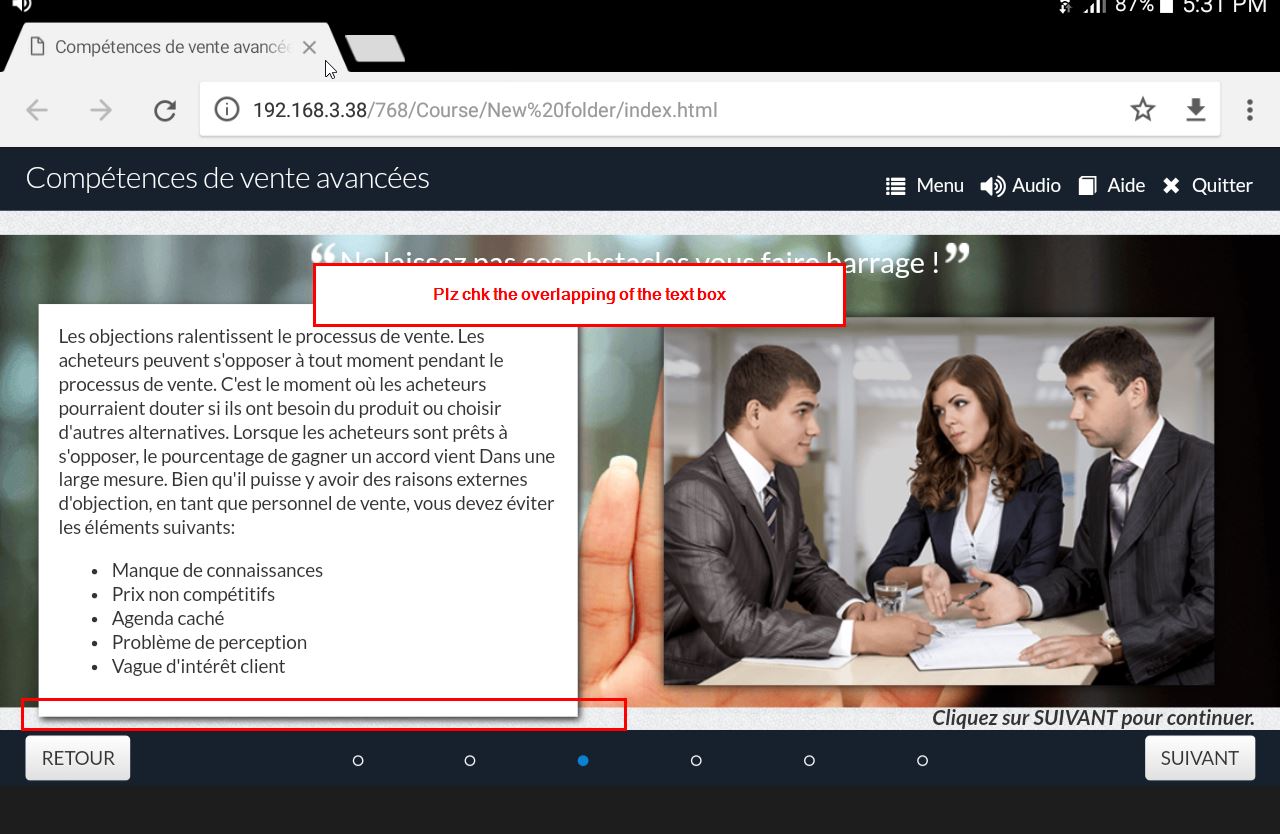 87% 5:31 PM
Compétences de vente avancée
192.168.3.38/768/Course/New%20folder/index.html
Compétences de vente avancées
Menu Audio Aide Quitter
“Ne laissez pas ces obstacles vous faire barrage !”
Plz chk the overlapping of the text box
Les objections ralentissent le processus de vente. Les
acheteurs peuvent s'opposer à tout moment pendant le
processus de vente. C'est le moment où les acheteurs
pourraient douter si ils ont besoin du produit ou choisir
d'autres alternatives. Lorsque les acheteurs sont prêts à
s'opposer, le pourcentage de gagner un accord vient Dans une
large mesure. Bien qu'il puisse y avoir des raisons externes
d'objection, en tant que personnel de vente, vous devez éviter
les éléments suivants:
• Manque de connaissances
• Prix non compétitifs
• Agenda caché
• Problème de perception
• Vague d'intérêt client
Cliquez sur SUIVANT pour continuer.
RETOUR
SUIVANT